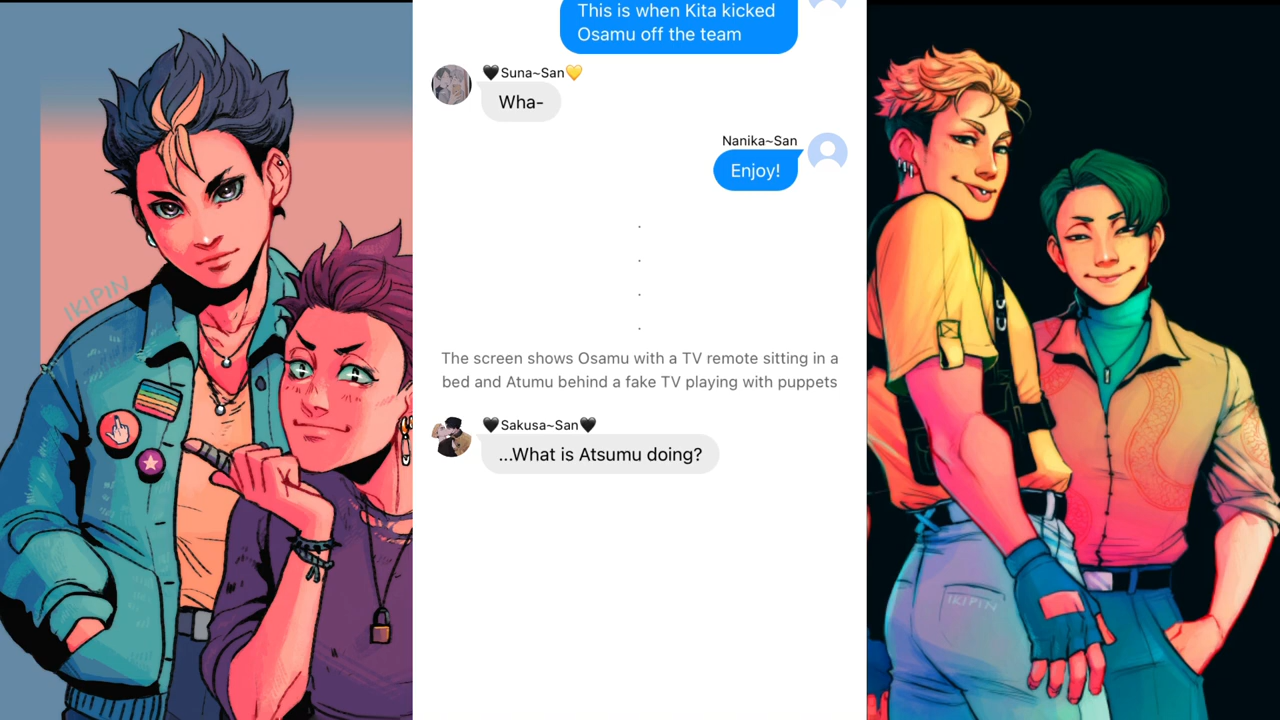 This is when Kita kicked
Osamu off the team
🖤Suna~San💛
Wha-
Nanika~San
Enjoy!
.
.
.
.
The screen shows Osamu with a TV remote sitting in a
bed and Atumu behind a fake TV playing with puppets
🖤Sakusa~San🖤
...What is Atsumu doing?
IKIPIN
IKIPIN